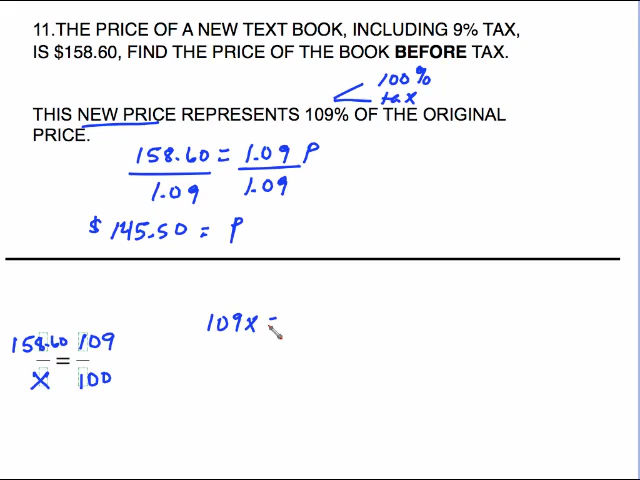 11.THE PRICE OF A NEW TEXT BOOK, INCLUDING 9% TAX,
IS $158.60, FIND THE PRICE OF THE BOOK BEFORE TAX.
100%
tax
THIS NEW PRICE REPRESENTS 109% OF THE ORIGINAL
PRICE.
158.60 = 1.09 P
1.09 1.09
$ 145.50 = P
109x =
158.60 = 109
x 100